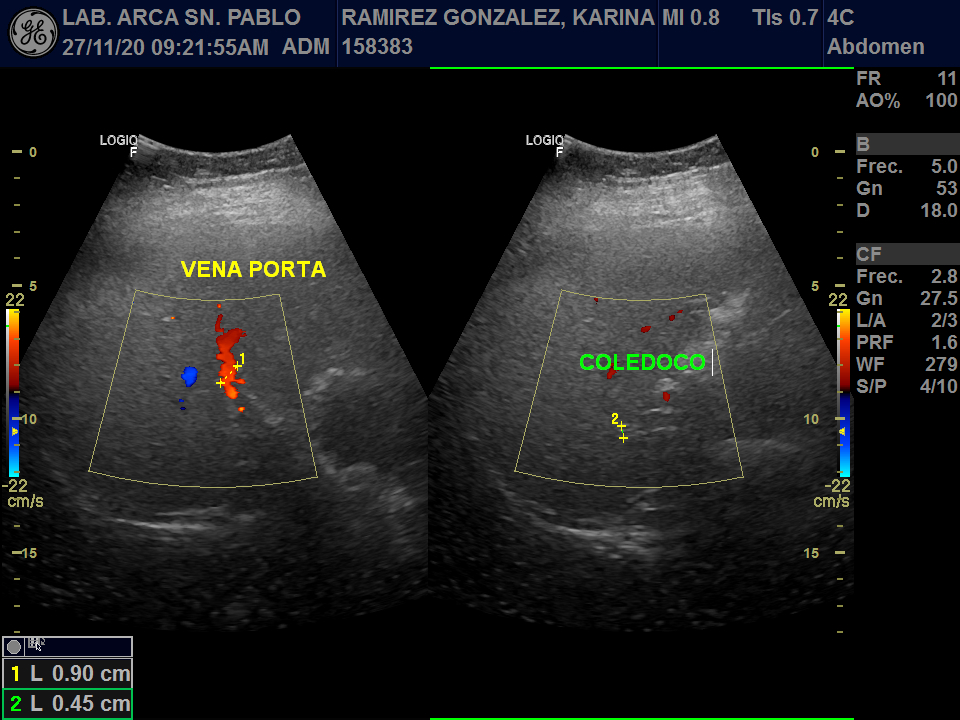 LAB. ARCA SN. PABLO
27/11/20 09:21:55AM ADM
RAMIREZ GONZALEZ, KARINA
158383
MI 0.8 TIs 0.7
4C
Abdomen
FR 11
AO% 100
B
Frec. 5.0
Gn 53
D 18.0
CF
Frec. 2.8
Gn 27.5
L/A 2/3
PRF 1.6
WF 279
S/P 4/10
LOGIQ
F
0
5
10
15
22
-22
cm/s
VENA PORTA
1
LOGIQ
F
COLEDOCO
2
0
5
10
15
22
-22
cm/s
1 L 0.90 cm
2 L 0.45 cm